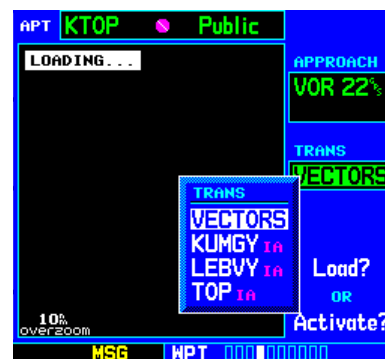 APT KTOP Public
LOADING...
APPROACH
VOR 22
TRANS
VECTORS
TRANS
VECTORS
KUMGY IA
LEBVY IA
TOP IA
Load?
OR
Activate?
10
overzoom
MSG WPT